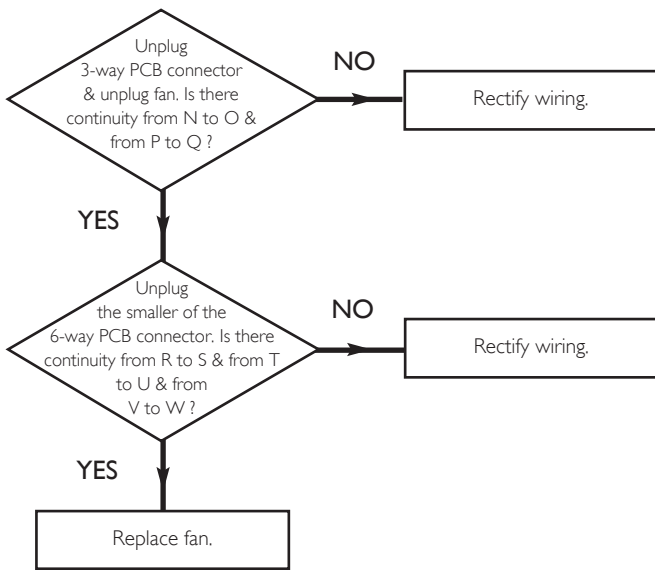 Unplug
3-way PCB connector
& unplug fan. Is there
continuity from N to O &
from P to Q ?
NO
Rectify wiring.
YES
Unplug
the smaller of the
6-way PCB connector. Is there
continuity from R to S & from T
to U & from
V to W ?
NO
Rectify wiring.
YES
Replace fan.